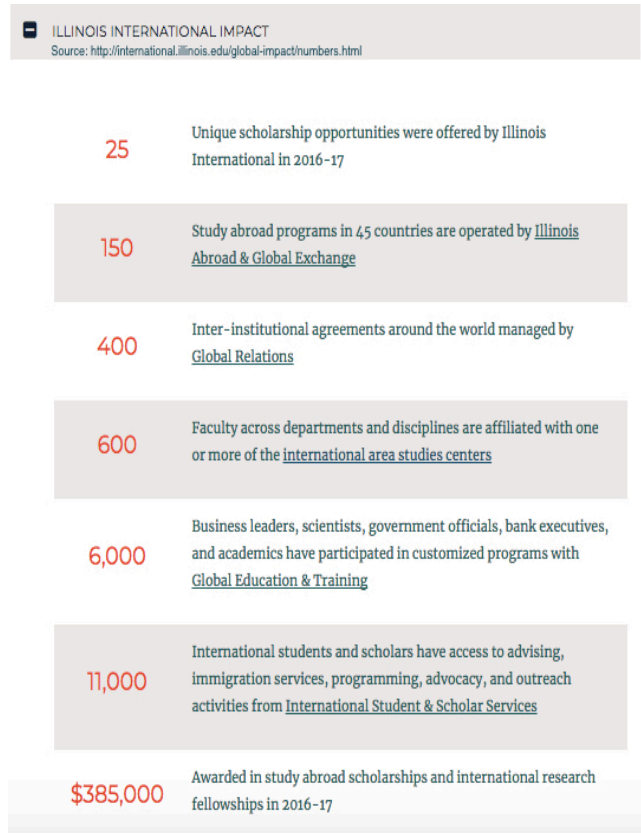 ILLINOIS INTERNATIONAL IMPACT
Source: http://international.illinois.edu/global-impact/numbers.html
25
Unique scholarship opportunities were offered by Illinois
International in 2016-17
150
Study abroad programs in 45 countries are operated by Illinois
Abroad & Global Exchange
400
Inter-institutional agreements around the world managed by
Global Relations
600
Faculty across departments and disciplines are affiliated with one
or more of the international area studies centers
6,000
Business leaders, scientists, government officials, bank executives,
and academics have participated in customized programs with
Global Education & Training
11,000
International students and scholars have access to advising,
immigration services, programming, advocacy, and outreach
activities from International Student & Scholar Services
$385,000
Awarded in study abroad scholarships and international research
fellowships in 2016-17